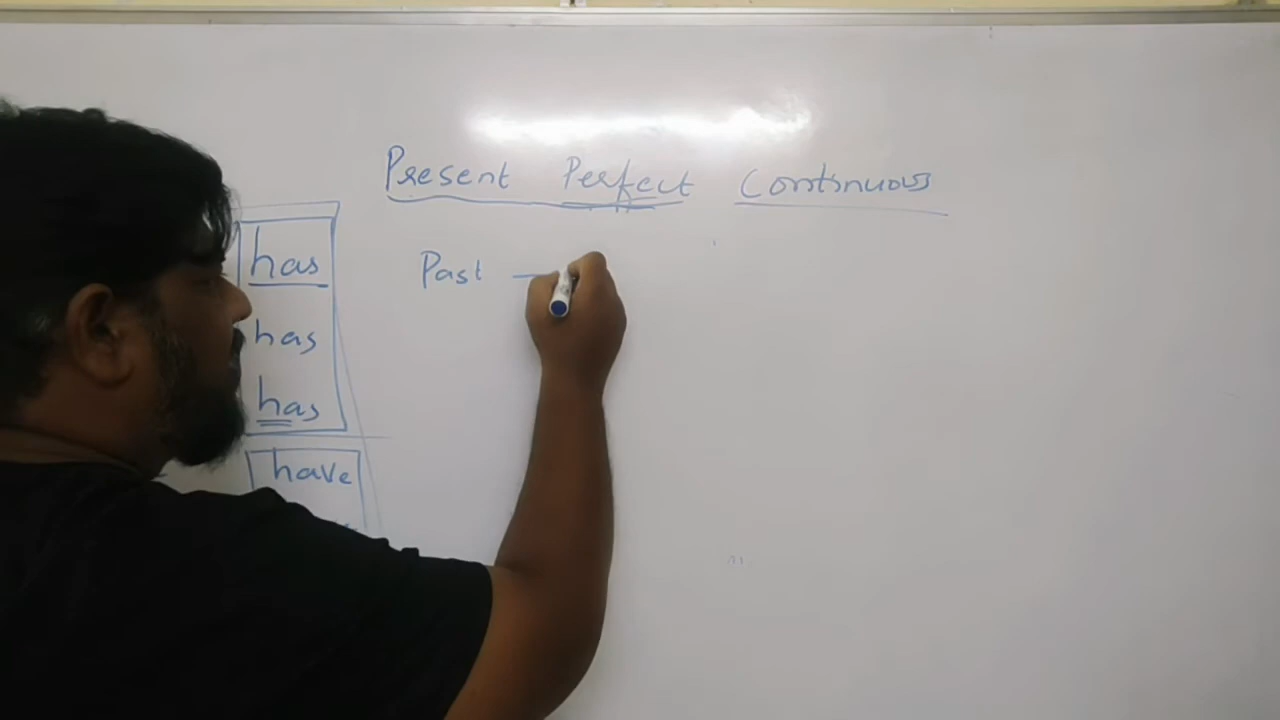 Present Perfect Continuous
has
Past —
has
has
have